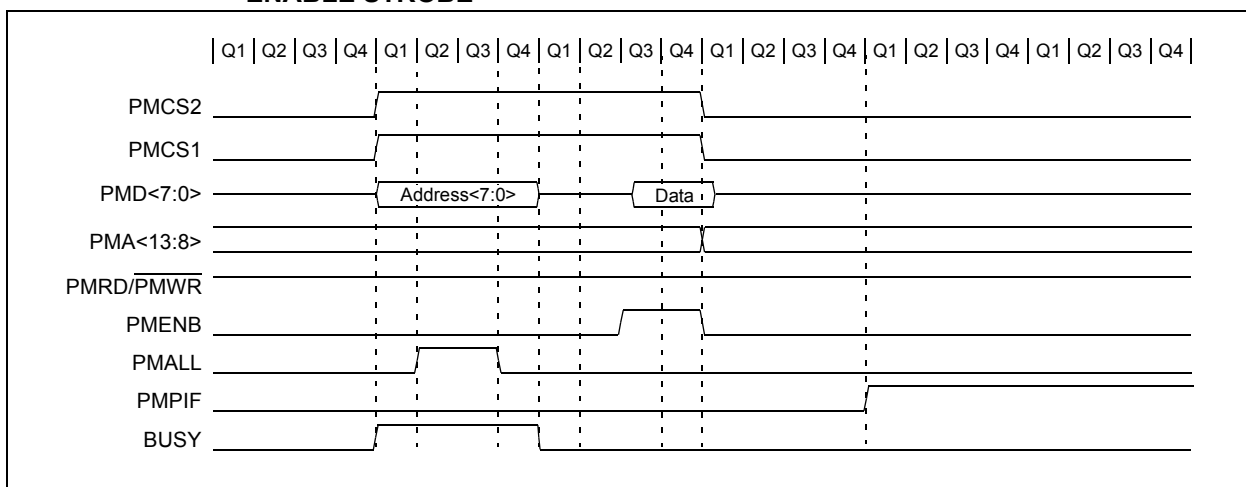 ENABLE STROBE
Q1 Q2 Q3 Q4 Q1 Q2 Q3 Q4 Q1 Q2 Q3 Q4 Q1 Q2 Q3 Q4 Q1 Q2 Q3 Q4 Q1 Q2 Q3 Q4
PMCS2
PMCS1
PMD<7:0> Address<7:0> Data
PMA<13:8>
PMRD/PMWR
PMENB
PMALL
PMPIF
BUSY